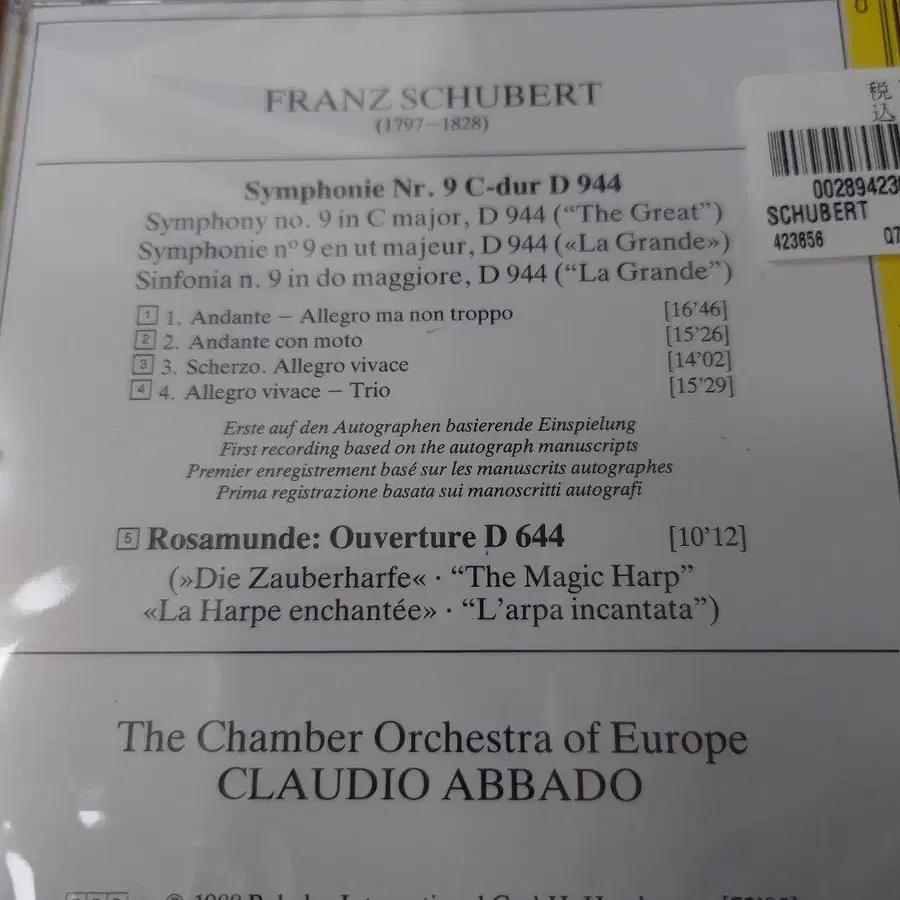 FRANZ SCHUBERT
(1797–1828)
Symphonie Nr. 9 C-dur D 944
Symphony no. 9 in C major, D 944 (“The Great”)
Symphonie nº 9 en ut majeur, D 944 («La Grande»)
Sinfonia n. 9 in do maggiore, D 944 (“La Grande”)
1 1. Andante – Allegro ma non troppo [16'46]
2 2. Andante con moto [15'26]
3 3. Scherzo. Allegro vivace [14'02]
4 4. Allegro vivace – Trio [15'29]
Erste auf den Autographen basierende Einspielung
First recording based on the autograph manuscripts
Premier enregistrement basé sur les manuscrits autographes
Prima registrazione basata sui manoscritti autografi
5 Rosamunde: Ouverture D 644 [10'12]
(»Die Zauberharfe« · “The Magic Harp”
«La Harpe enchantée» · “L'arpa incantata”)
The Chamber Orchestra of Europe
CLAUDIO ABBADO
税
込
00289423
SCHUBERT
423656 Q7